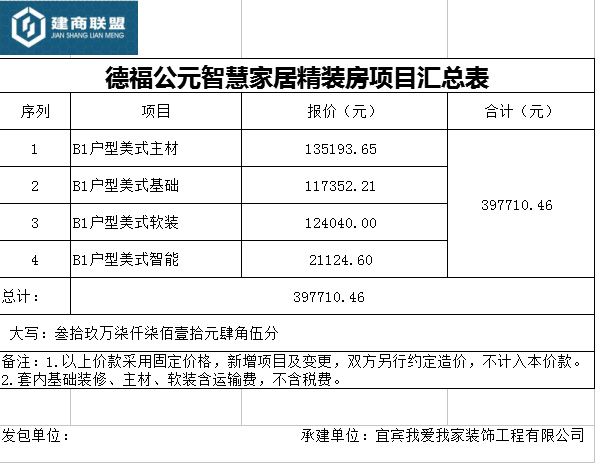 建商联盟
JIAN SHANG LIAN MENG
德福公元智慧家居精装房项目汇总表
序列 项目 报价（元） 合计（元）
1 B1户型美式主材 135193.65
2 B1户型美式基础 117352.21
397710.46
3 B1户型美式软装 124040.00
4 B1户型美式智能 21124.60
总计： 397710.46
大写：叁拾玖万柒仟柒佰壹拾元肆角伍分
备注：1.以上价款采用固定价格，新增项目及变更，双方另行约定造价，不计入本价款。
2.套内基础装修、主材、软装含运输费，不含税费。
发包单位： 承建单位：宜宾我爱我家装饰工程有限公司